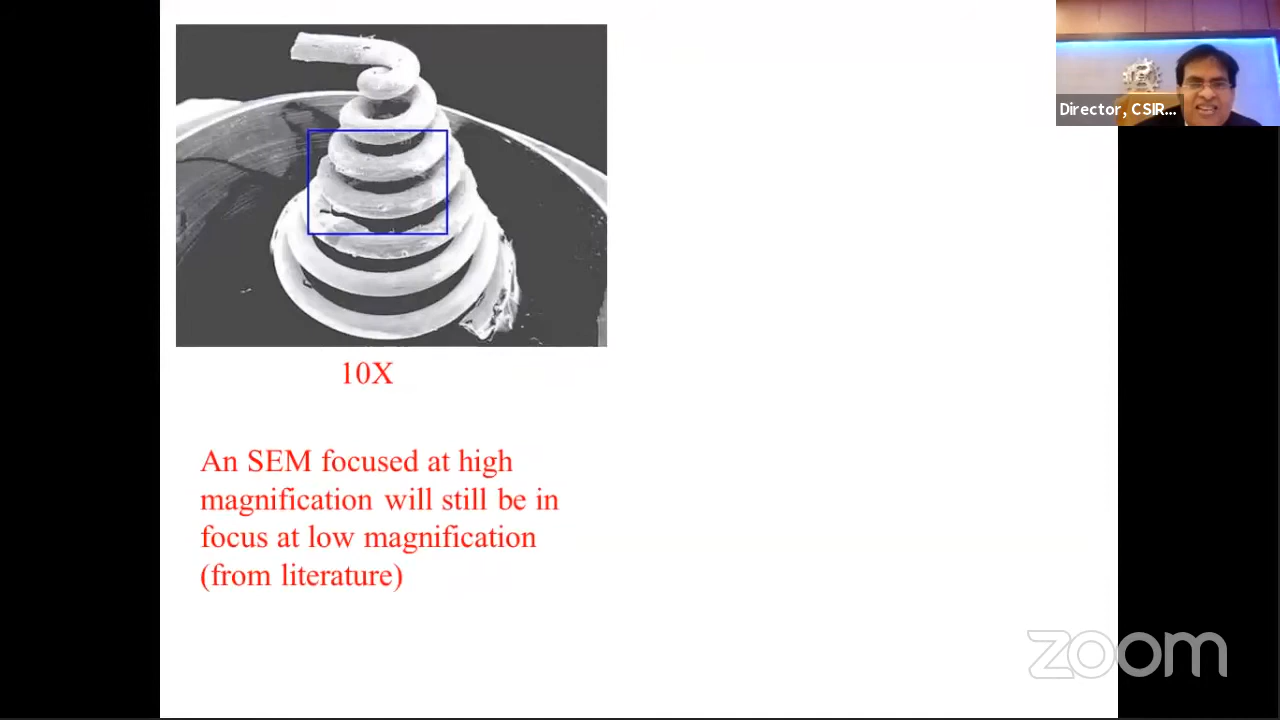 Director, CSIR...
10X
An SEM focused at high
magnification will still be in
focus at low magnification
(from literature)
zoom